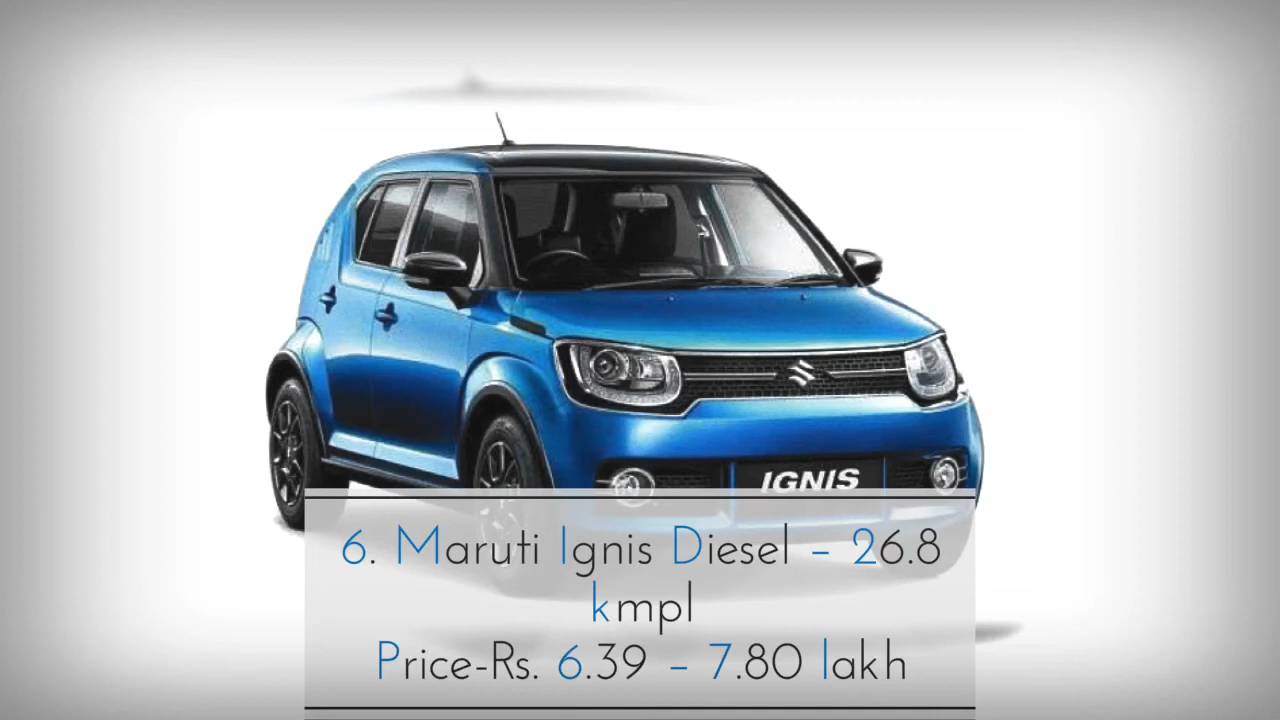 IGNIS
6. Maruti Ignis Diesel – 26.8
kmpl
Price-Rs. 6.39 – 7.80 lakh